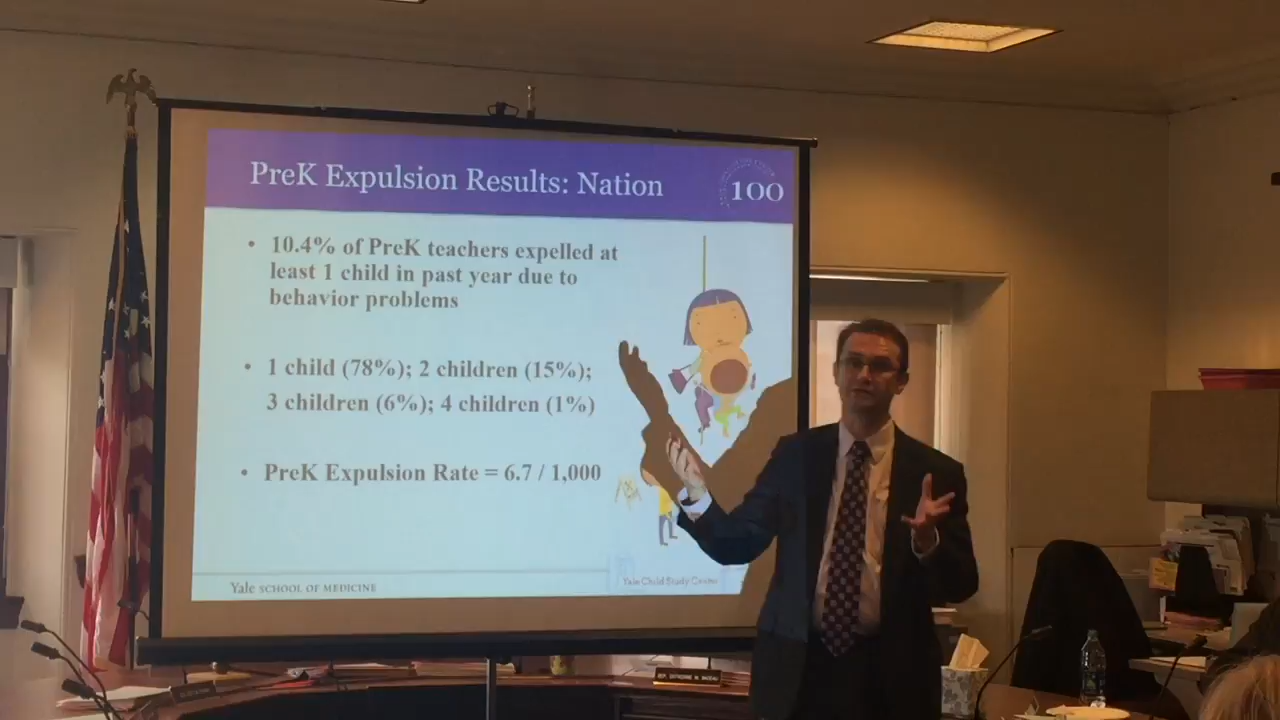 PreK Expulsion Results: Nation
100
• 10.4% of PreK teachers expelled at
least 1 child in past year due to
behavior problems
• 1 child (78%); 2 children (15%);
3 children (6%); 4 children (1%)
• PreK Expulsion Rate = 6.7 / 1,000
Yale SCHOOL OF MEDICINE
Yale Child Study Center